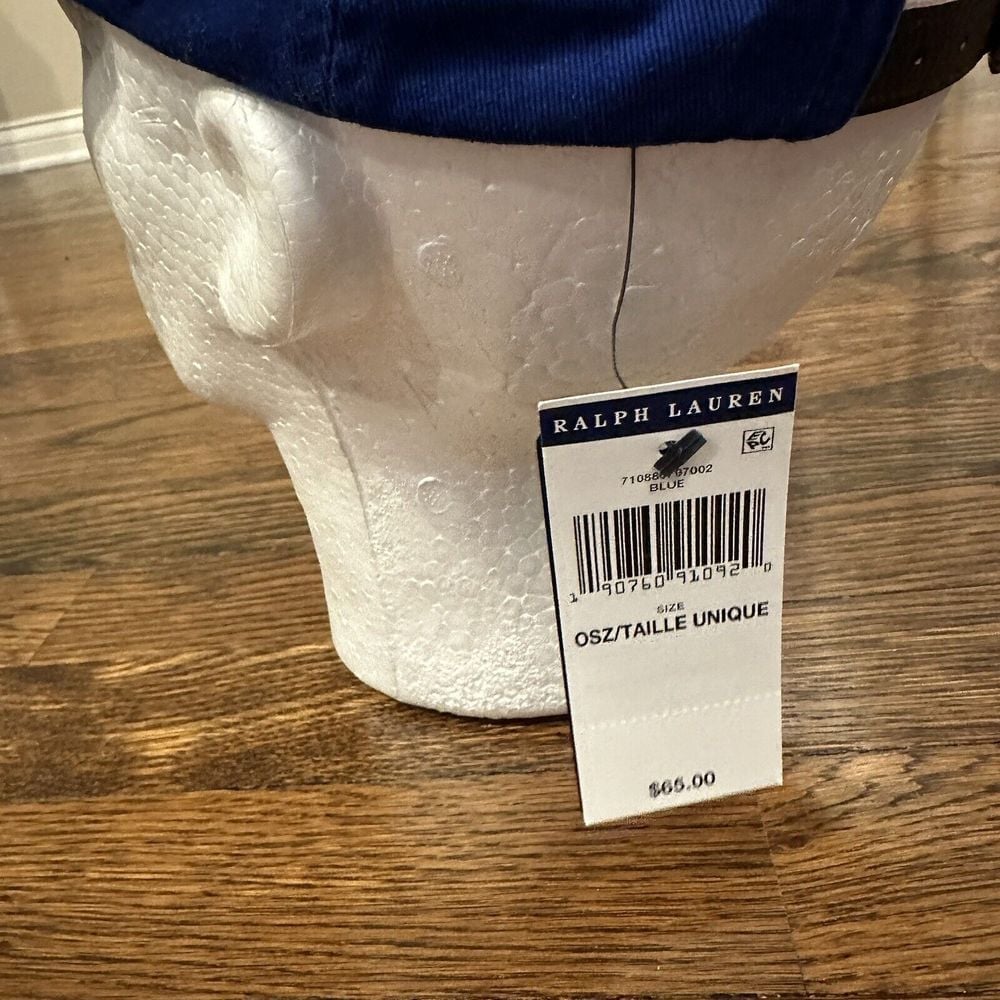 RALPH LAUREN
BLUE
1 90760 91092 0
SIZE
OSZ/TAILLE UNIQUE
$65.00